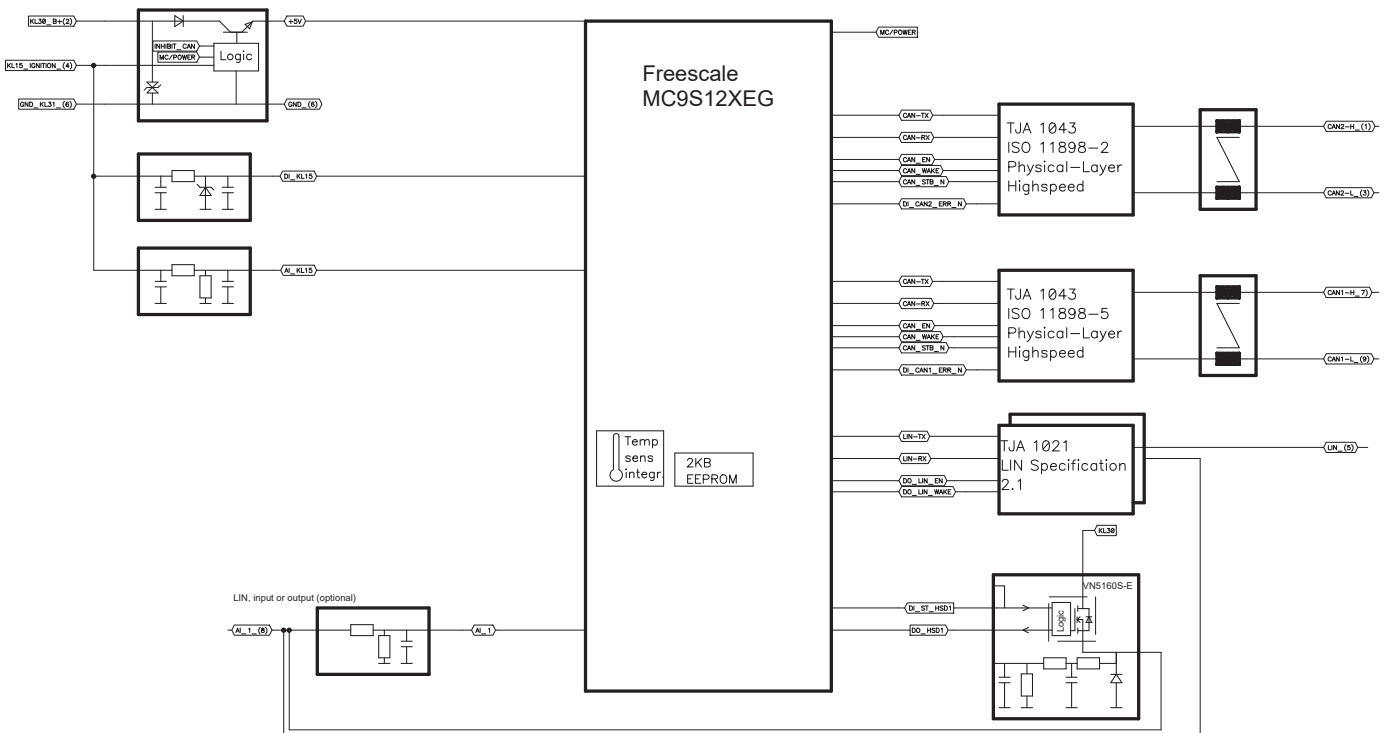 KL30_B+(2)
+5V
INHIBIT_CAN
MC/POWER
Logic
KL15_IGNITION_(4)
GND_KL31_(6)
GND_(6)
DI_KL15
AI_KL15
Freescale
MC9S12XEG
MC/POWER
CAN-TX
CAN-RX
CAN_EN
CAN_WAKE
CAN_STB_N
DI_CAN2_ERR_N
TJA 1043
ISO 11898-2
Physical-Layer
Highspeed
CAN2-H_(1)
CAN2-L_(3)
CAN-TX
CAN-RX
CAN_EN
CAN_WAKE
CAN_STB_N
DI_CAN1_ERR_N
TJA 1043
ISO 11898-5
Physical-Layer
Highspeed
CAN1-H_7)
CAN1-L_(9)
Temp
sens
integr.
2KB
EEPROM
LIN-TX
LIN-RX
DO_LIN_EN
DO_LIN_WAKE
TJA 1021
LIN Specification
2.1
LIN_(5)
KL30
VN5160S-E
DI_ST_HSD1
DO_HSD1
Logic
LIN, input or output (optional)
AI_1_(8)
AI_1